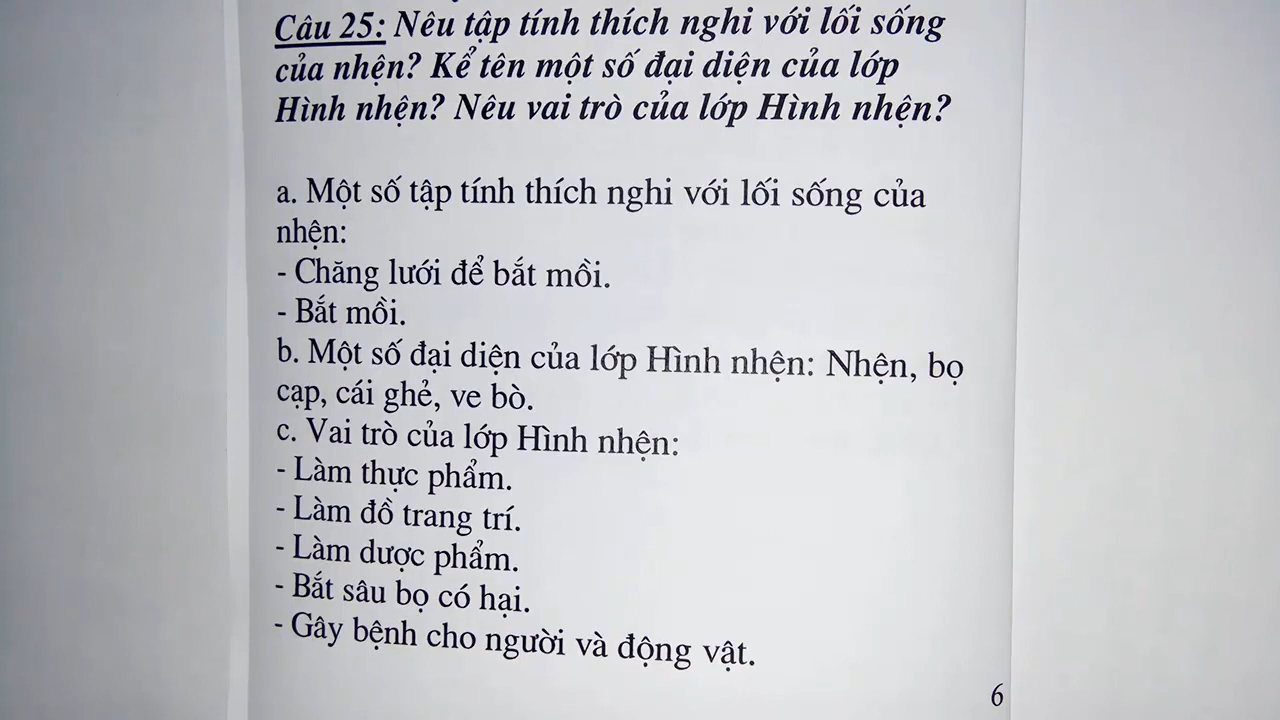 Câu 25: Nêu tập tính thích nghi với lối sống
của nhện? Kể tên một số đại diện của lớp
Hình nhện? Nêu vai trò của lớp Hình nhện?
a. Một số tập tính thích nghi với lối sống của
nhện:
- Chăng lưới để bắt mồi.
- Bắt mồi.
b. Một số đại diện của lớp Hình nhện: Nhện, bọ
cạp, cái ghẻ, ve bò.
c. Vai trò của lớp Hình nhện:
- Làm thực phẩm.
- Làm đồ trang trí.
- Làm dược phẩm.
- Bắt sâu bọ có hại.
- Gây bệnh cho người và động vật.
6